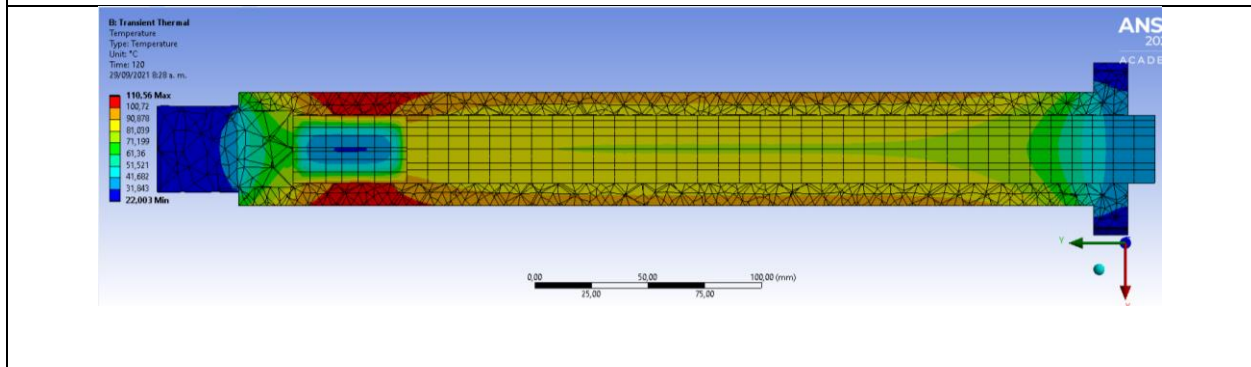 B: Transient Thermal
Temperature
Type: Temperature
Unit: °C
Time: 120
29/09/2021 8:28 a. m.
110,56 Max
100,72
90,878
81,039
71,199
61,36
51,521
41,682
31,843
22,003 Min
ANS
202
ACADE
0,00 50,00 100,00 (mm)
25,00 75,00
Y